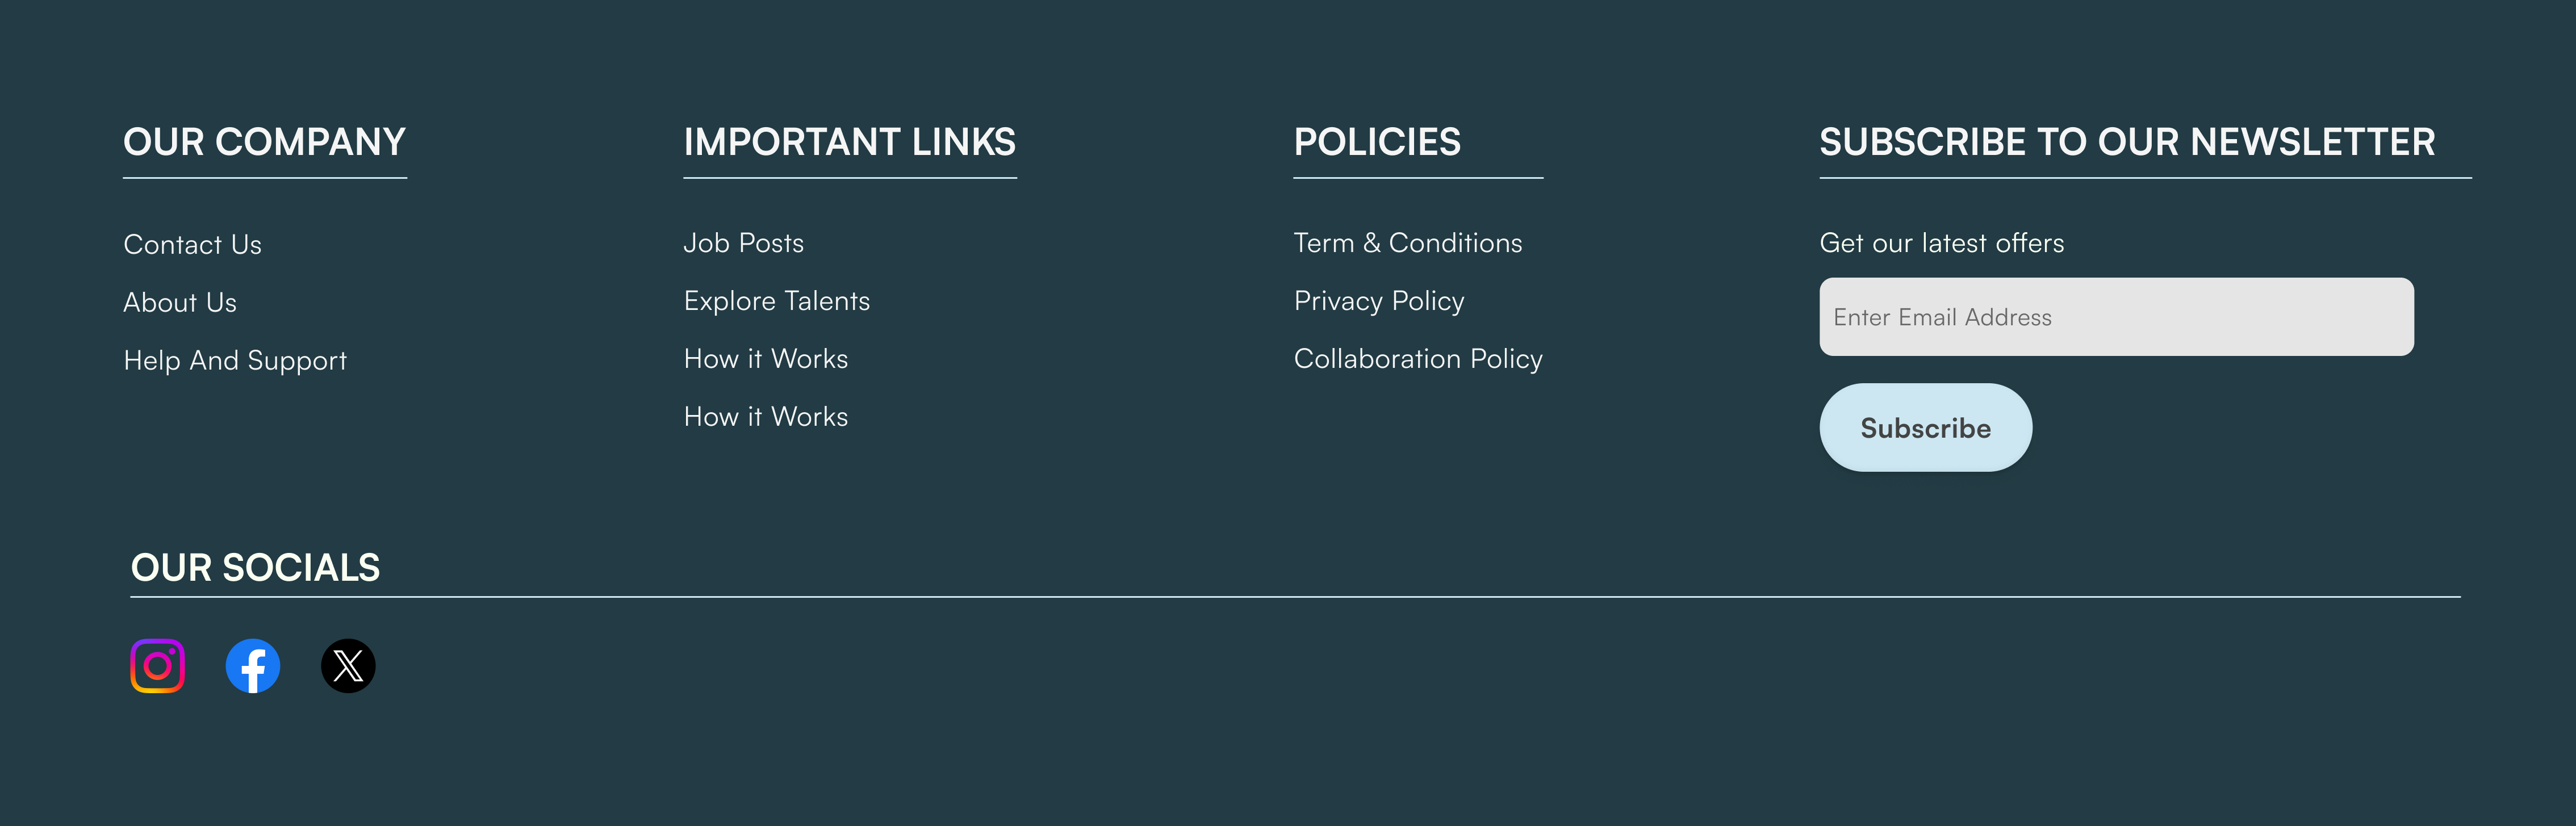 OUR COMPANY
Contact Us
About Us
Help And Support
IMPORTANT LINKS
Job Posts
Explore Talents
How it Works
How it Works
POLICIES
Term & Conditions
Privacy Policy
Collaboration Policy
SUBSCRIBE TO OUR NEWSLETTER
Get our latest offers
Enter Email Address
Subscribe
OUR SOCIALS